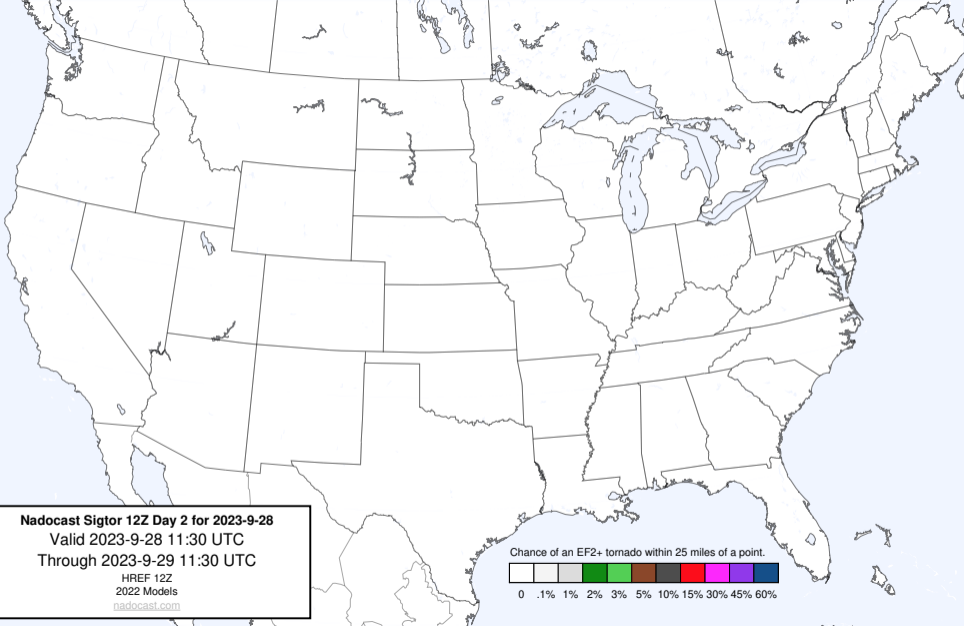 Nadocast Sigtor 12Z Day 2 for 2023-9-28
Valid 2023-9-28 11:30 UTC
Through 2023-9-29 11:30 UTC
HREF 12Z
2022 Models
nadocast.com
Chance of an EF2+ tornado within 25 miles of a point.
0 .1% 1% 2% 3% 5% 10% 15% 30% 45% 60%